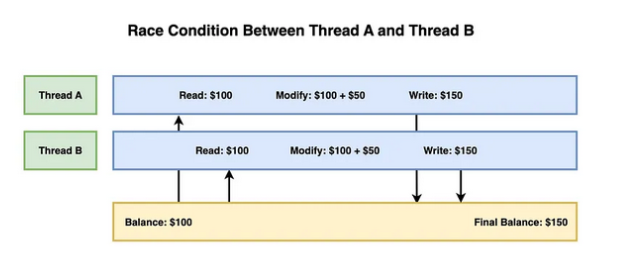 Race Condition Between Thread A and Thread B
Thread A
Read: $100
Modify: $100 + $50
Write: $150
Thread B
Read: $100
Modify: $100 + $50
Write: $150
Balance: $100
Final Balance: $150